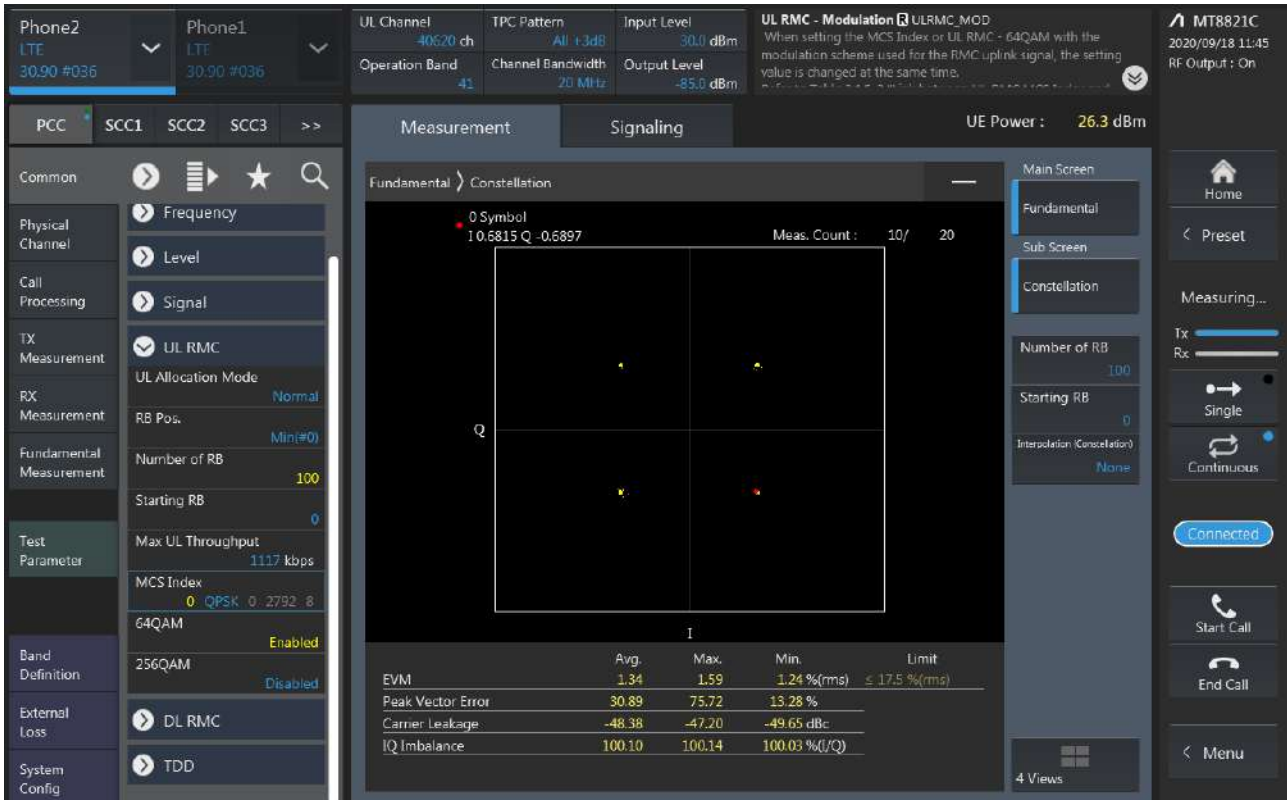 Phone2
LTE
30.90 #036
Phone1
LTE
30.90 #036
UL Channel
40620 ch
TPC Pattern
All +3dB
Input Level
30.0 dBm
Operation Band
41
Channel Bandwidth
20 MHz
Output Level
-85.0 dBm
UL RMC - Modulation R ULRMC_MOD
When setting the MCS Index or UL RMC - 64QAM with the
modulation scheme used for the RMC uplink signal, the setting
value is changed at the same time.
MT8821C
2020/09/18 11:45
RF Output : On
PCC SCC1 SCC2 SCC3 >>
Measurement
Signaling
UE Power : 26.3 dBm
Common
Physical
Channel
Call
Processing
TX
Measurement
RX
Measurement
Fundamental
Measurement
Test
Parameter
Band
Definition
External
Loss
System
Config
Frequency
Level
Signal
UL RMC
UL Allocation Mode
Normal
RB Pos.
Min(#0)
Number of RB
100
Starting RB
0
Max UL Throughput
1117 kbps
MCS Index
0 QPSK 0 2792 8
64QAM
Enabled
256QAM
Disabled
DL RMC
TDD
Fundamental > Constellation
0 Symbol
I 0.6815 Q -0.6897
Meas. Count : 10/ 20
Q
I
Avg. Max. Min. Limit
EVM 1.34 1.59 1.24 %(rms) ≤ 17.5 %(rms)
Peak Vector Error 30.89 75.72 13.28 %
Carrier Leakage -48.38 -47.20 -49.65 dBc
IQ Imbalance 100.10 100.14 100.03 %(I/Q)
Main Screen
Fundamental
Sub Screen
Constellation
Number of RB
100
Starting RB
0
Interpolation (Constellation)
None
4 Views
Home
< Preset
Measuring...
Tx
Rx
Single
Continuous
Connected
Start Call
End Call
< Menu